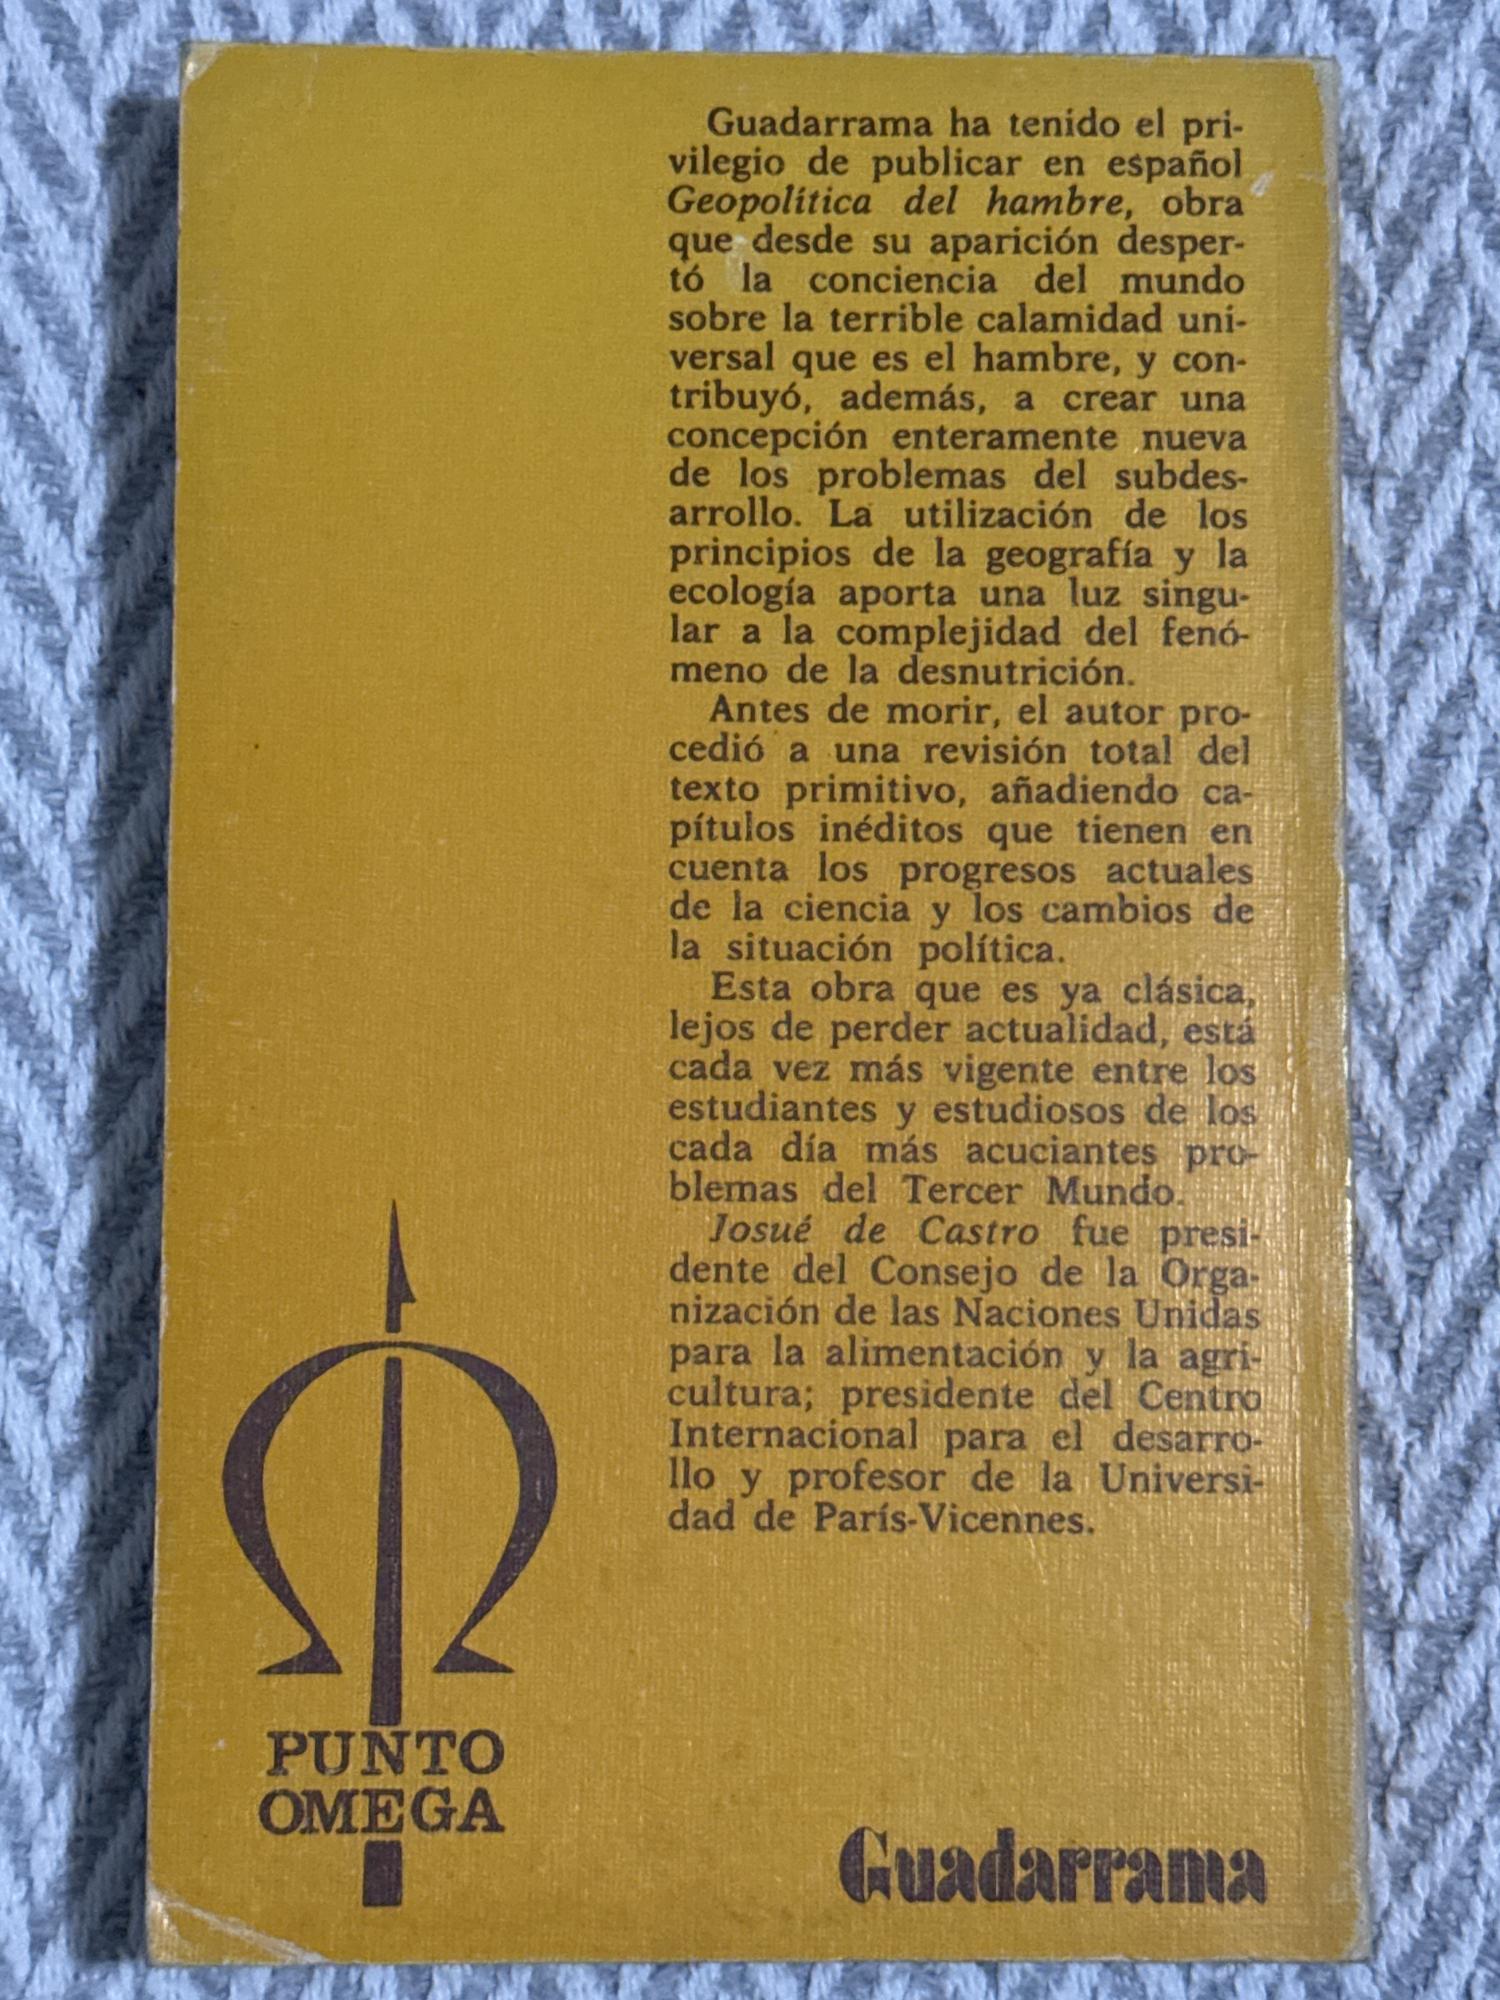 Guadarrama ha tenido el pri-
vilegio de publicar en español
Geopolítica del hambre, obra
que desde su aparición desper-
tó la conciencia del mundo
sobre la terrible calamidad uni-
versal que es el hambre, y con-
tribuyó, además, a crear una
concepción enteramente nueva
de los problemas del subdes-
arrollo. La utilización de los
principios de la geografía y la
ecología aporta una luz singu-
lar a la complejidad del fenó-
meno de la desnutrición.
Antes de morir, el autor pro-
cedió a una revisión total del
texto primitivo, añadiendo ca-
pítulos inéditos que tienen en
cuenta los progresos actuales
de la ciencia y los cambios de
la situación política.
Esta obra que es ya clásica,
lejos de perder actualidad, está
cada vez más vigente entre los
estudiantes y estudiosos de los
cada día más acuciantes pro-
blemas del Tercer Mundo.
Josué de Castro fue presi-
dente del Consejo de la Orga-
nización de las Naciones Unidas
para la alimentación y la agri-
cultura; presidente del Centro
Internacional para el desarro-
llo y profesor de la Universi-
dad de París-Vicennes.
PUNTO
OMEGA
Guadarrama